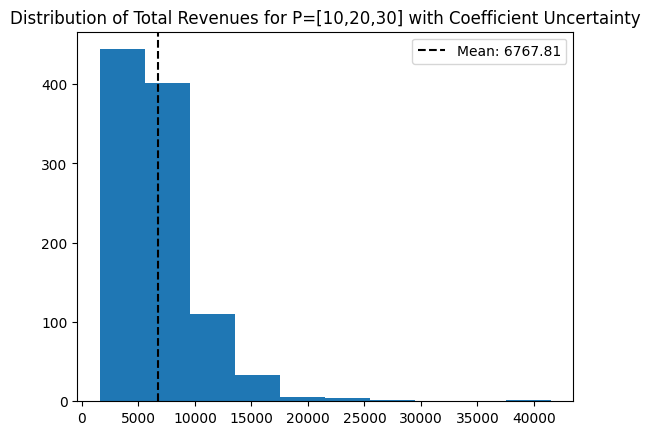 Distribution of Total Revenues for P=[10,20,30] with Coefficient Uncertainty
Mean: 6767.81
400
300
200
100
0
0 5000 10000 15000 20000 25000 30000 35000 40000